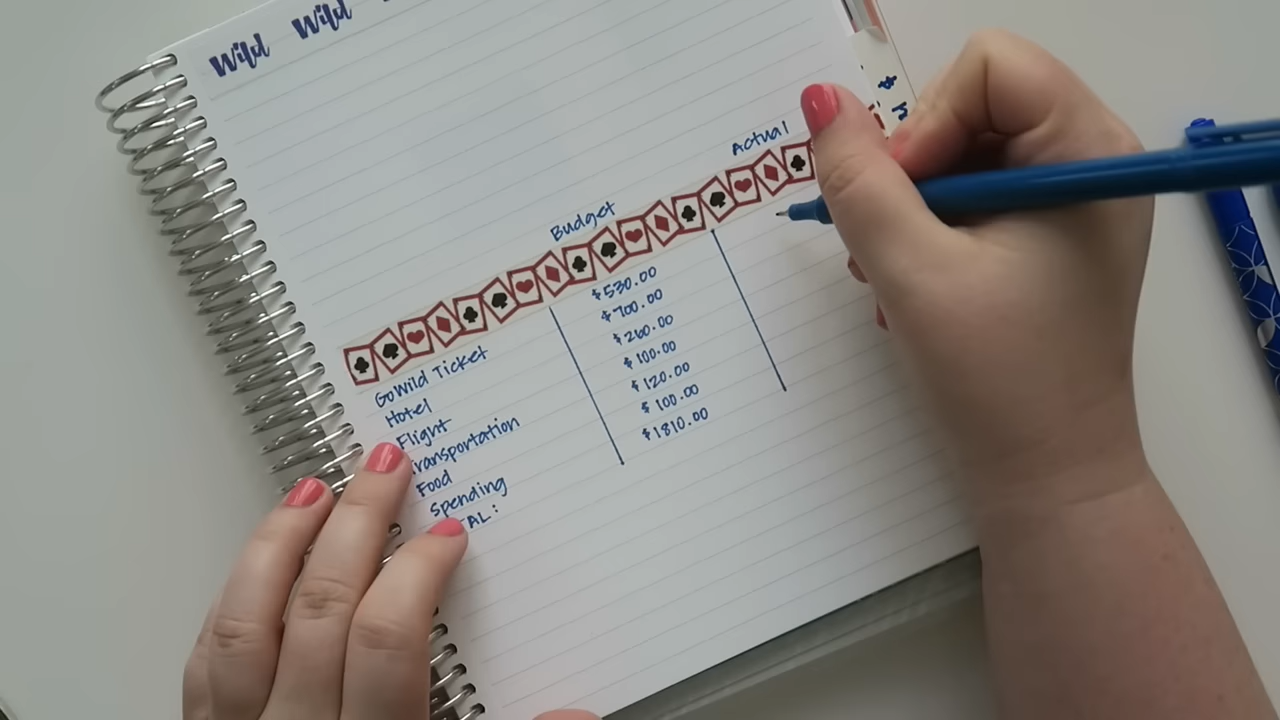 Wild Wild
Budget Actual
GoWild Ticket $530.00
Hotel $700.00
Flight $260.00
Transportation $100.00
Food $120.00
Spending $100.00
TAL: $1810.00